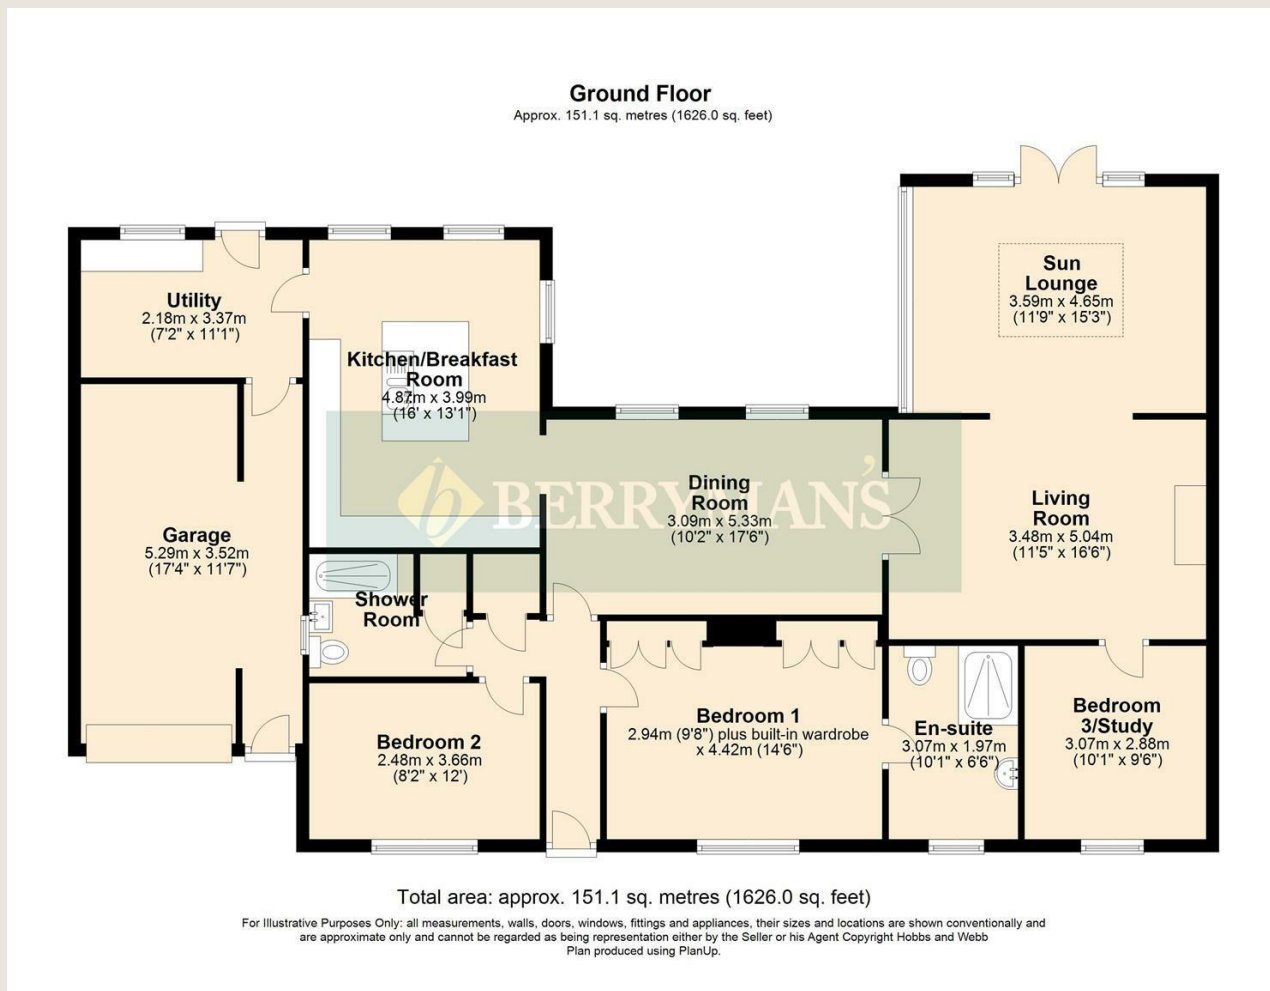 Ground Floor
Approx. 151.1 sq. metres (1626.0 sq. feet)
Sun
Lounge
3.59m x 4.65m
(11'9" x 15'3")
Utility
2.18m x 3.37m
(7'2" x 11'1")
Kitchen/Breakfast
Room
4.87m x 3.99m
(16' x 13'1")
BERRYMAN'S
Dining
Room
3.09m x 5.33m
(10'2" x 17'6")
Living
Room
3.48m x 5.04m
(11'5" x 16'6")
Garage
5.29m x 3.52m
(17'4" x 11'7")
Shower
Room
Bedroom 2
2.48m x 3.66m
(8'2" x 12')
Bedroom 1
2.94m (9'8") plus built-in wardrobe
x 4.42m (14'6")
En-suite
3.07m x 1.97m
(10'1" x 6'6")
Bedroom
3/Study
3.07m x 2.88m
(10'1" x 9'6")
Total area: approx. 151.1 sq. metres (1626.0 sq. feet)
For Illustrative Purposes Only: all measurements, walls, doors, windows, fittings and appliances, their sizes and locations are shown conventionally and
are approximate only and cannot be regarded as being representation either by the Seller or his Agent Copyright Hobbs and Webb
Plan produced using PlanUp.